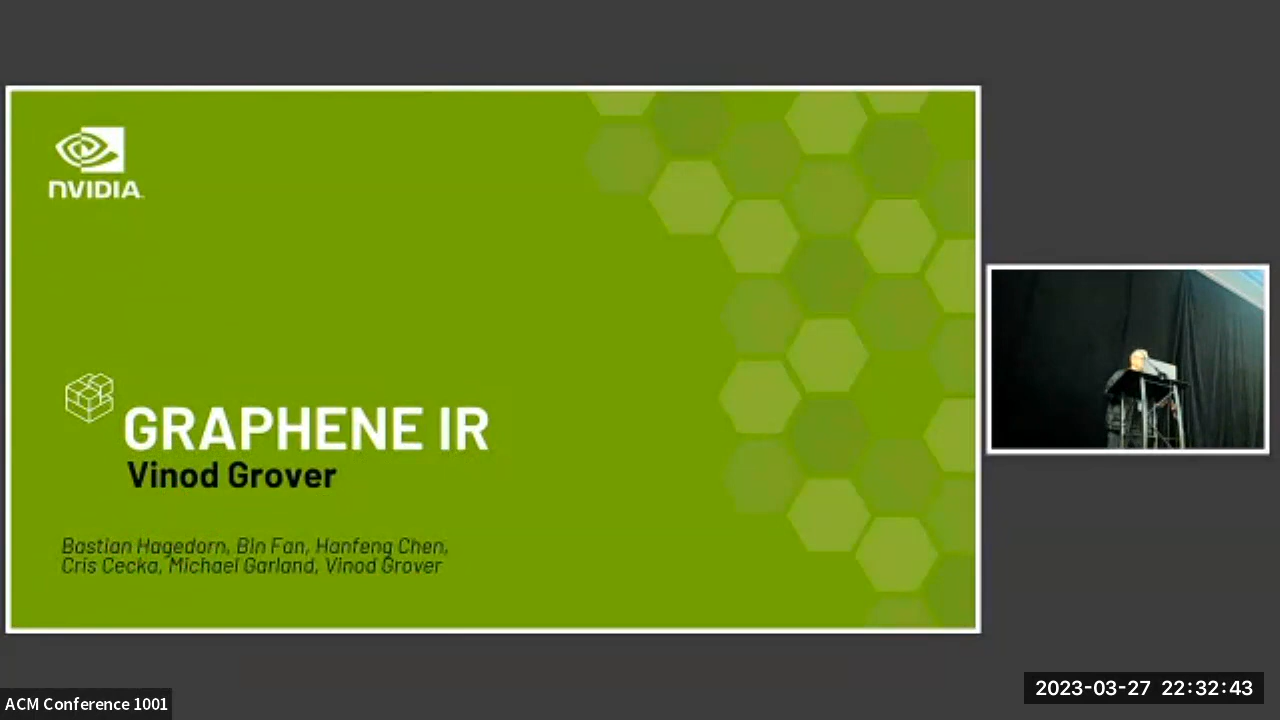 NVIDIA
GRAPHENE IR
Vinod Grover
Bastian Hagedorn, Bin Fan, Hanfeng Chen,
Cris Cecka, Michael Garland, Vinod Grover
ACM Conference 1001
2023-03-27 22:32:43